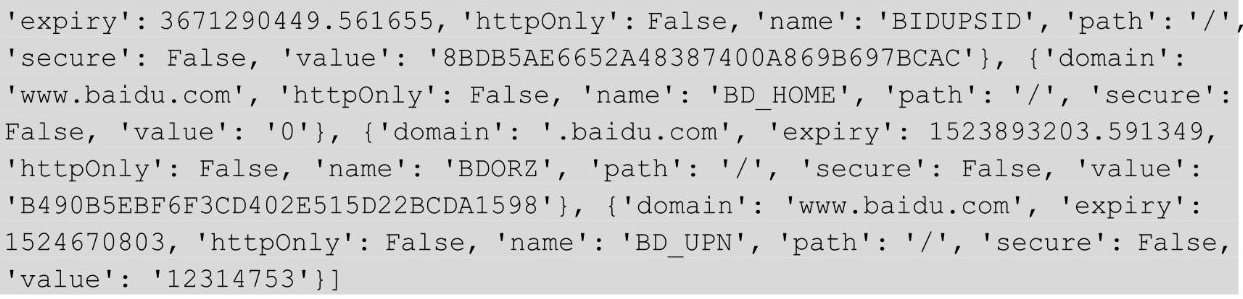 'expiry': 3671290449.561655, 'httpOnly': False, 'name': 'BIDUPSID', 'path': '/',
'secure': False, 'value': '8BDB5AE6652A48387400A869B697BCAC'}, {'domain':
'www.baidu.com', 'httpOnly': False, 'name': 'BD_HOME', 'path': '/', 'secure':
False, 'value': '0'}, {'domain': '.baidu.com', 'expiry': 1523893203.591349,
'httpOnly': False, 'name': 'BDORZ', 'path': '/', 'secure': False, 'value':
'B490B5EBF6F3CD402E515D22BCDA1598'}, {'domain': 'www.baidu.com', 'expiry':
1524670803, 'httpOnly': False, 'name': 'BD_UPN', 'path': '/', 'secure': False,
'value': '12314753'}]